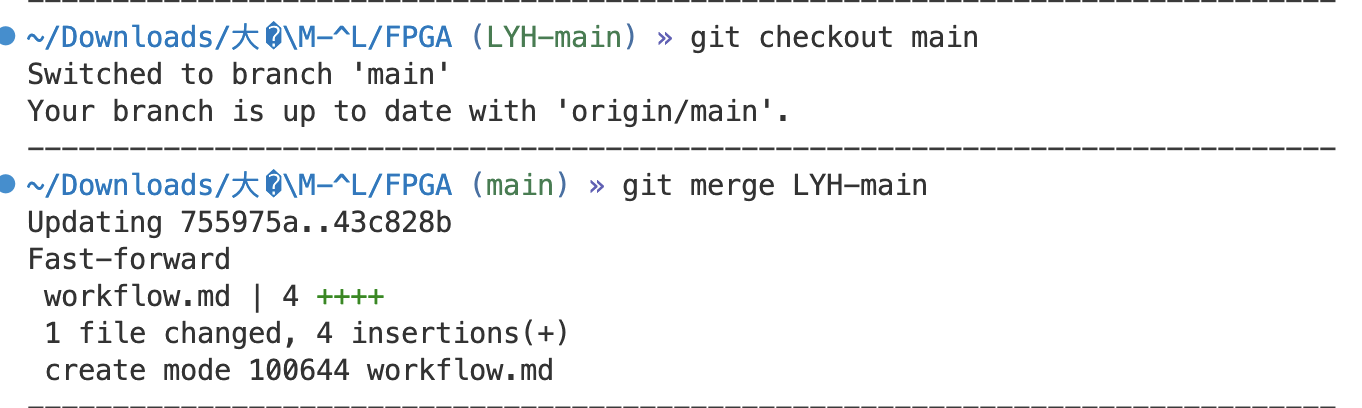 ~/Downloads/大�\M-^L/FPGA (LYH-main) » git checkout main
Switched to branch 'main'
Your branch is up to date with 'origin/main'.
~/Downloads/大�\M-^L/FPGA (main) » git merge LYH-main
Updating 755975a..43c828b
Fast-forward
 workflow.md | 4 ++++
 1 file changed, 4 insertions(+)
 create mode 100644 workflow.md